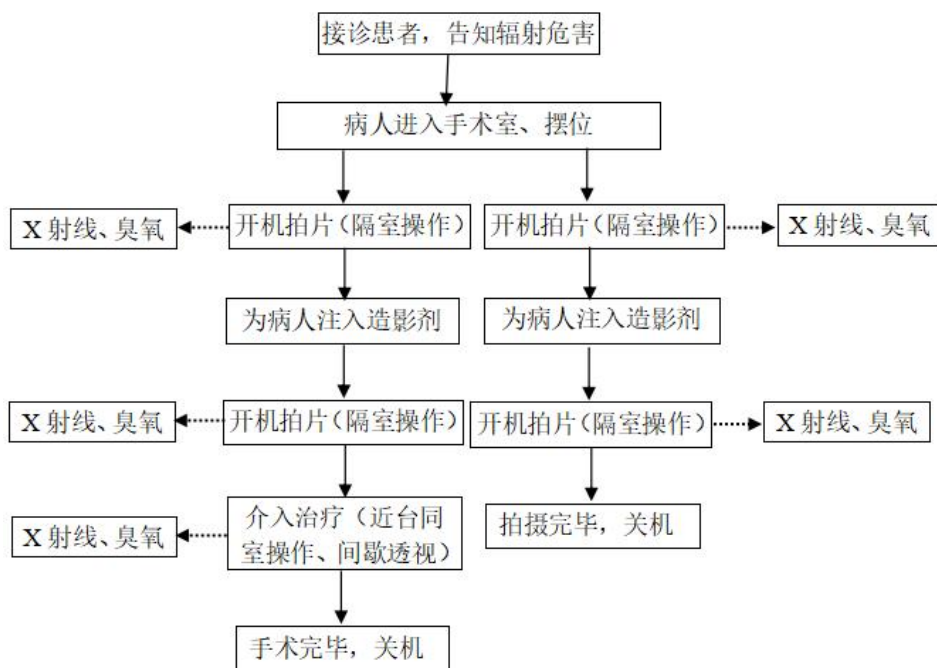 接诊患者，告知辐射危害
病人进入手术室、摆位
X 射线、臭氧
开机拍片（隔室操作）
开机拍片（隔室操作）
X 射线、臭氧
为病人注入造影剂
为病人注入造影剂
X 射线、臭氧
开机拍片（隔室操作）
开机拍片（隔室操作）
X 射线、臭氧
X 射线、臭氧
介入治疗（近台同
室操作、间歇透视）
拍摄完毕，关机
手术完毕，关机